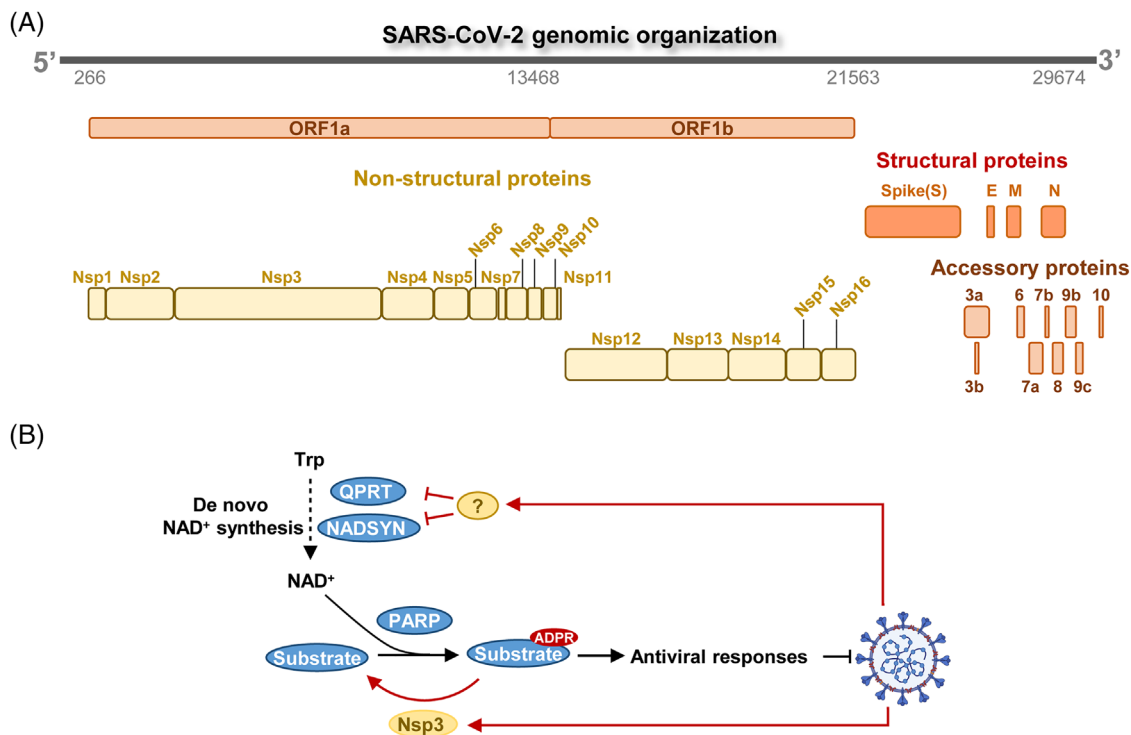 (A)
SARS-CoV-2 genomic organization
5’ 3’
266 13468 21563 29674
ORF1a ORF1b
Structural proteins
Non-structural proteins
Spike(S) E M N
Nsp6 Nsp8 Nsp9 Nsp10
Nsp1 Nsp2 Nsp3 Nsp4 Nsp5 Nsp7 Nsp11
Accessory proteins
3a 6 7b 9b 10
Nsp15 Nsp16
Nsp12 Nsp13 Nsp14
3b 7a 8 9c
(B)
Trp
QPRT
De novo
NAD⁺ synthesis
?
NADSYN
NAD⁺
PARP
ADPR
Substrate Substrate Antiviral responses
Nsp3